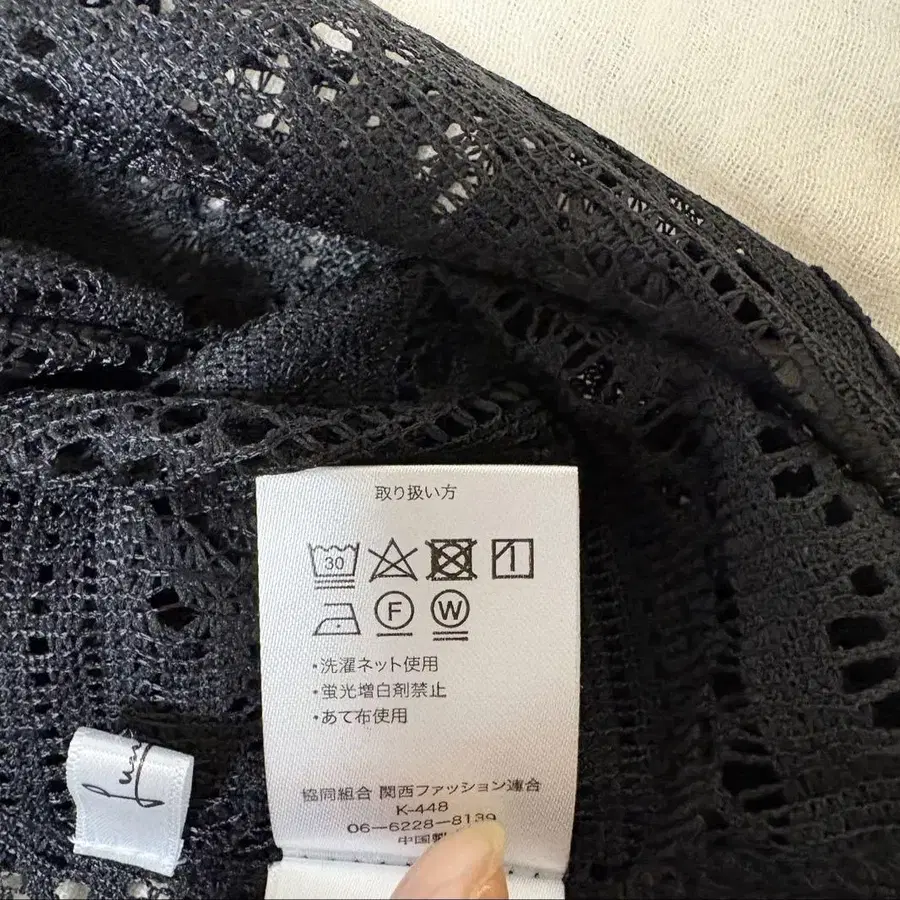 取り扱い方
30
F W
・洗濯ネット使用
・蛍光増白剤禁止
・あて布使用
協同組合 関西ファッション連合
K-448
06-6228-8139
中国製